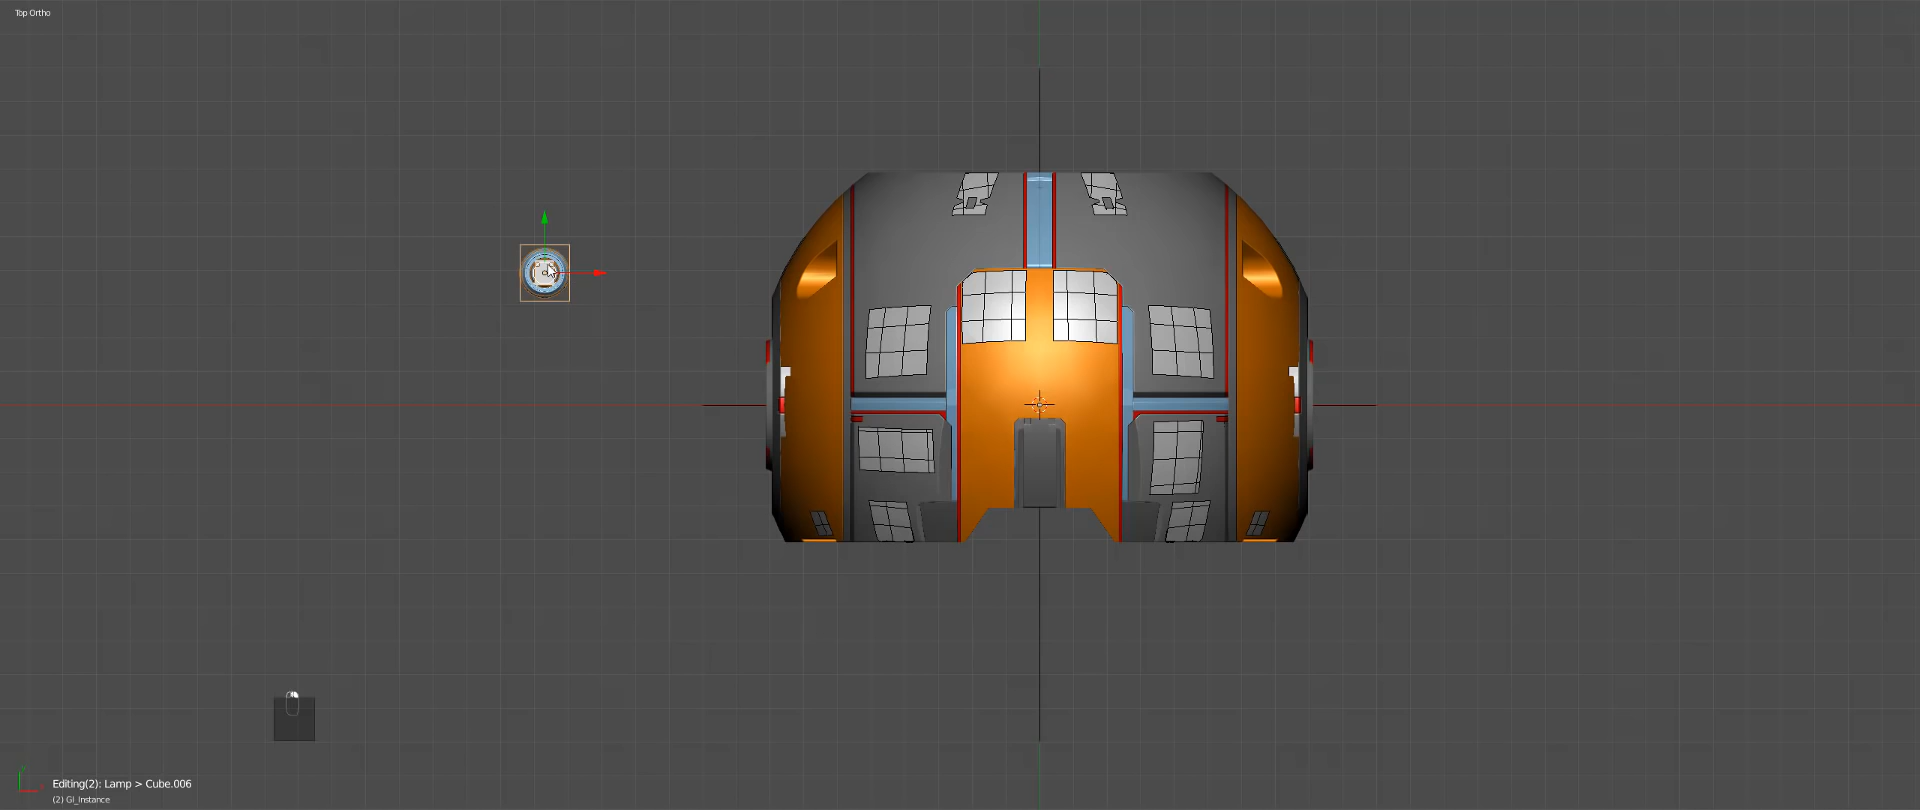 Top Ortho
Editing(2): Lamp > Cube.006
(2) GI_Instance